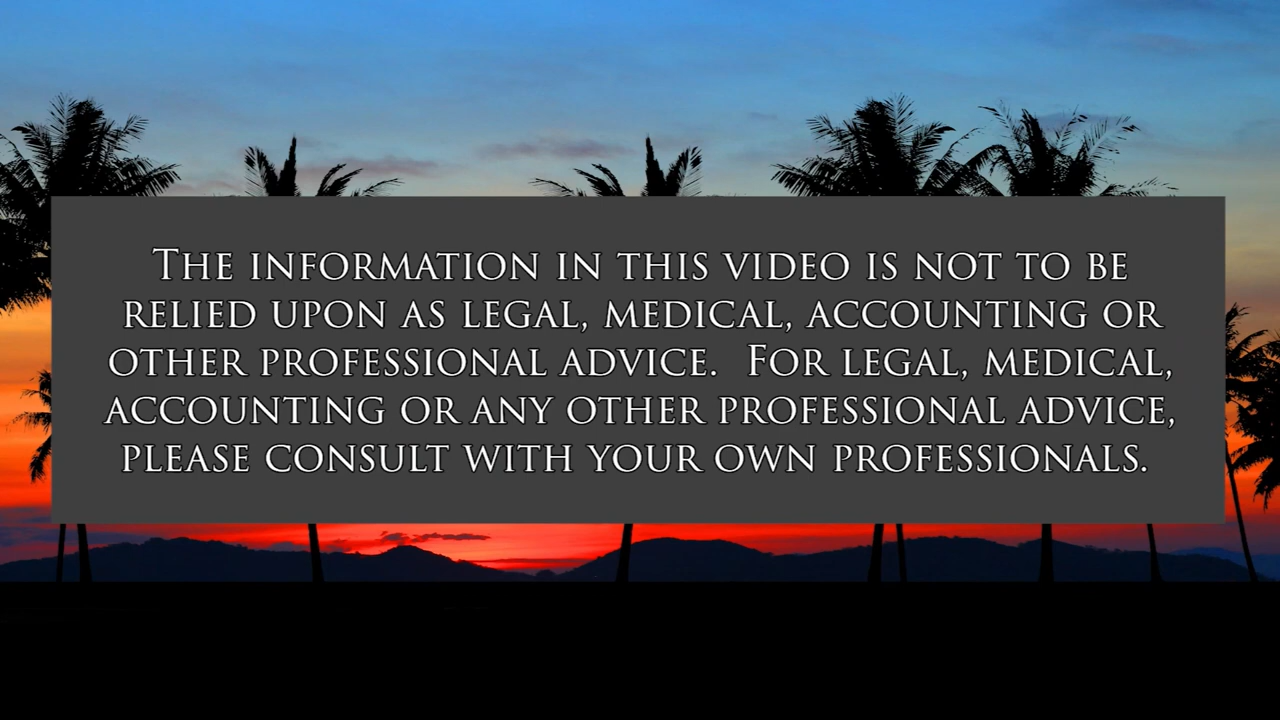 The information in this video is not to be
relied upon as legal, medical, accounting or
other professional advice.  For legal, medical,
accounting or any other professional advice,
please consult with your own professionals.